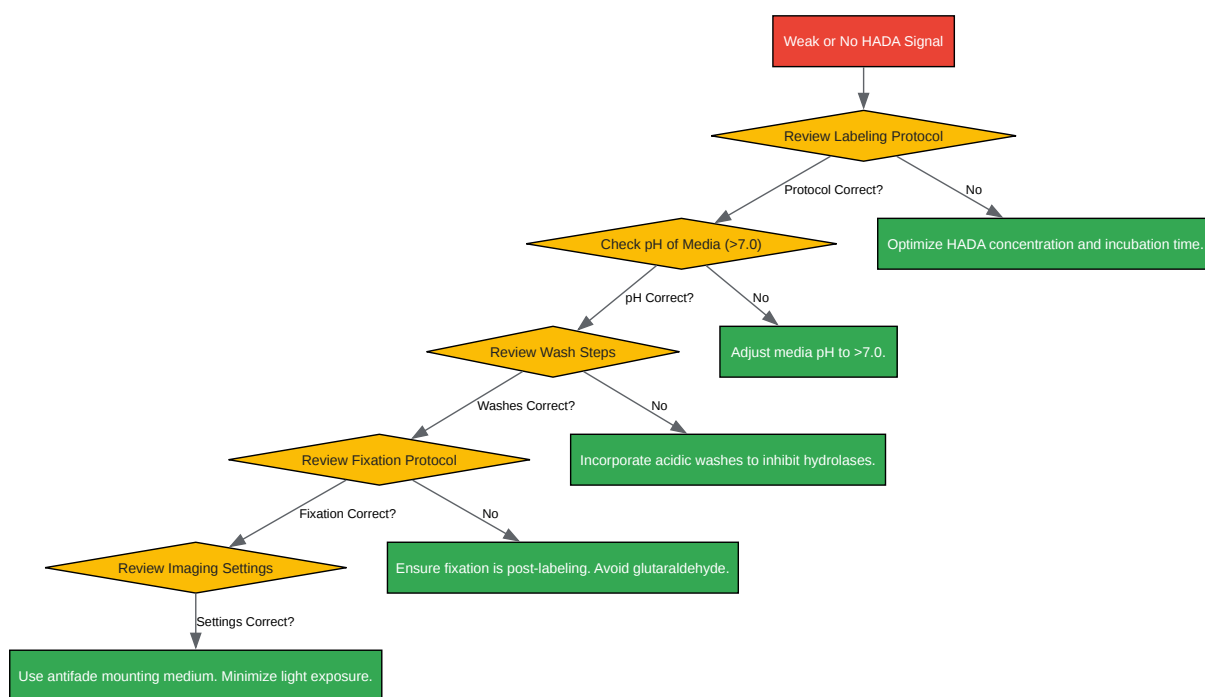 Weak or No HADA Signal
Review Labeling Protocol
Protocol Correct?
No
Check pH of Media (>7.0)
Optimize HADA concentration and incubation time.
pH Correct?
No
Review Wash Steps
Adjust media pH to >7.0.
Washes Correct?
No
Review Fixation Protocol
Incorporate acidic washes to inhibit hydrolases.
Fixation Correct?
No
Review Imaging Settings
Ensure fixation is post-labeling. Avoid glutaraldehyde.
Settings Correct?
Use antifade mounting medium. Minimize light exposure.